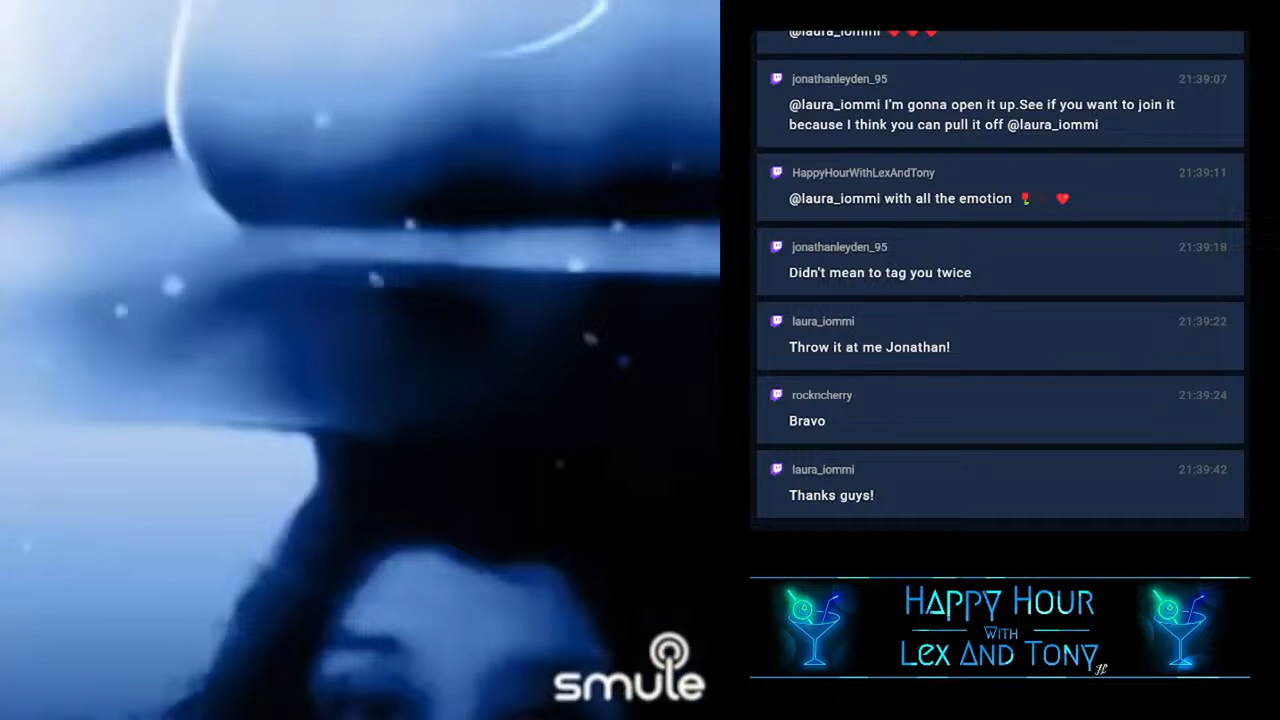 @laura_iommi
jonathanleyden_95 21:39:07
@laura_iommi I'm gonna open it up.See if you want to join it
because I think you can pull it off @laura_iommi
HappyHourWithLexAndTony 21:39:11
@laura_iommi with all the emotion
jonathanleyden_95 21:39:18
Didn't mean to tag you twice
laura_iommi 21:39:22
Throw it at me Jonathan!
rockncherry 21:39:24
Bravo
laura_iommi 21:39:42
Thanks guys!
HAPPY HOUR
WITH
LEX AND TONY
smule